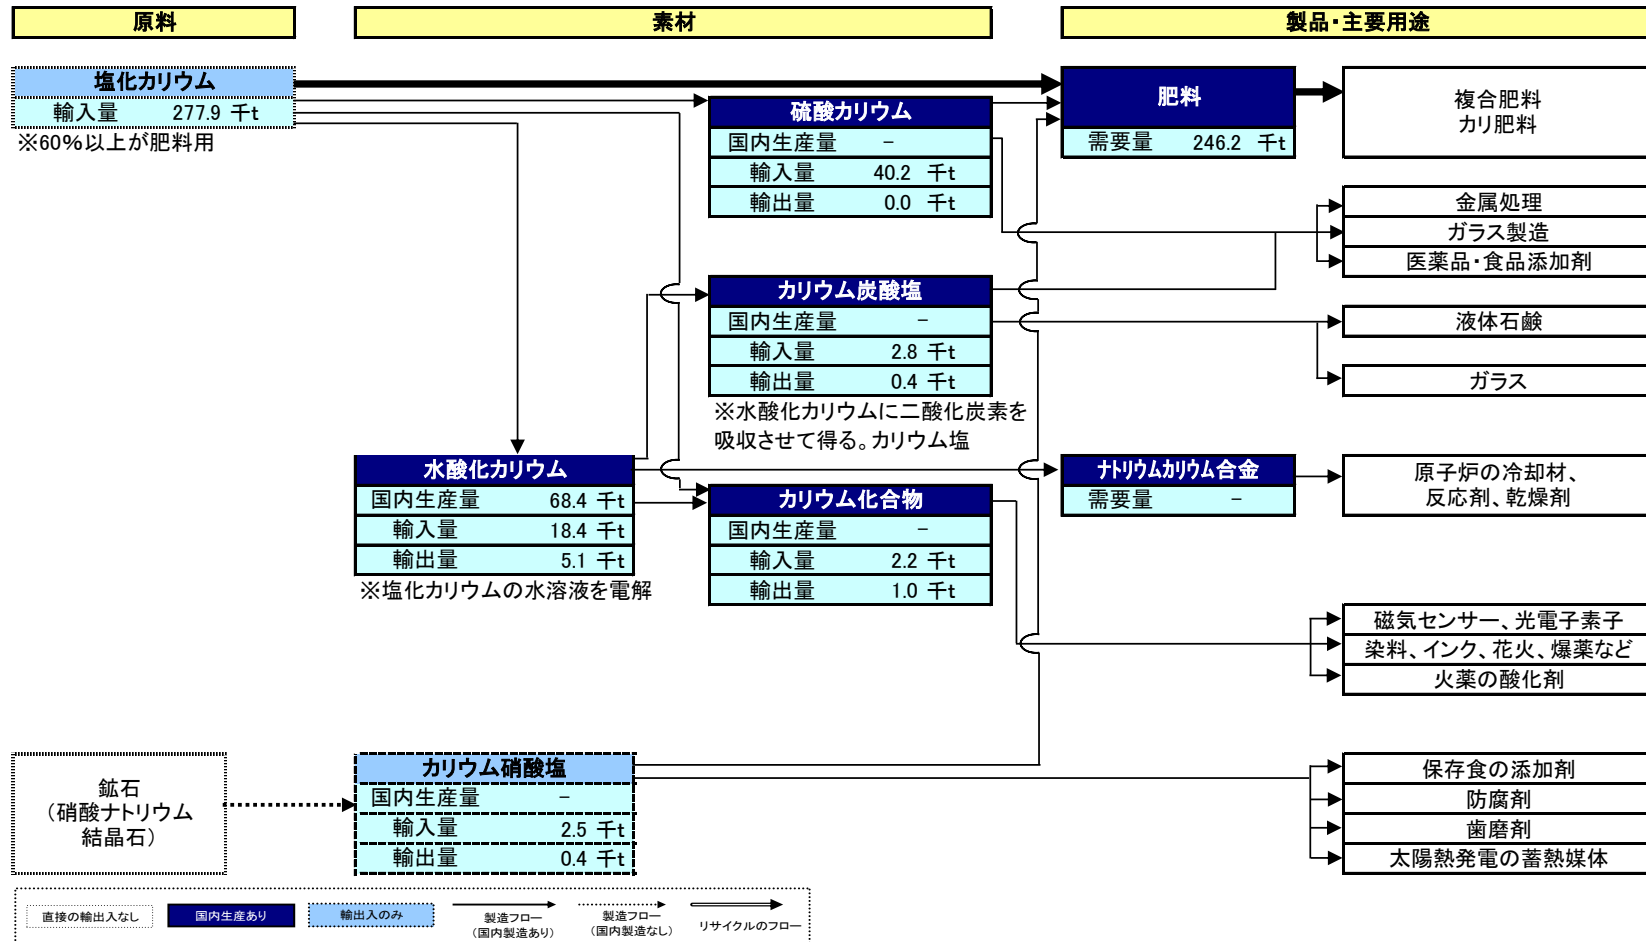 原料
素材
製品・主要用途
塩化カリウム
輸入量 277.9 千t
※60%以上が肥料用
硫酸カリウム
国内生産量 －
輸入量 40.2 千t
輸出量 0.0 千t
肥料
需要量 246.2 千t
複合肥料
カリ肥料
金属処理
ガラス製造
医薬品・食品添加剤
カリウム炭酸塩
国内生産量 －
輸入量 2.8 千t
輸出量 0.4 千t
※水酸化カリウムに二酸化炭素を
吸収させて得る。カリウム塩
液体石鹸
ガラス
水酸化カリウム
国内生産量 68.4 千t
輸入量 18.4 千t
輸出量 5.1 千t
※塩化カリウムの水溶液を電解
カリウム化合物
国内生産量 －
輸入量 2.2 千t
輸出量 1.0 千t
ナトリウムカリウム合金
需要量 －
原子炉の冷却材、
反応剤、乾燥剤
磁気センサー、光電子素子
染料、インク、花火、爆薬など
火薬の酸化剤
鉱石
（硝酸ナトリウム
結晶石）
カリウム硝酸塩
国内生産量 －
輸入量 2.5 千t
輸出量 0.4 千t
保存食の添加剤
防腐剤
歯磨剤
太陽熱発電の蓄熱媒体
直接の輸出入なし
国内生産あり
輸出入のみ
製造フロー
（国内製造あり）
製造フロー
（国内製造なし）
リサイクルのフロー